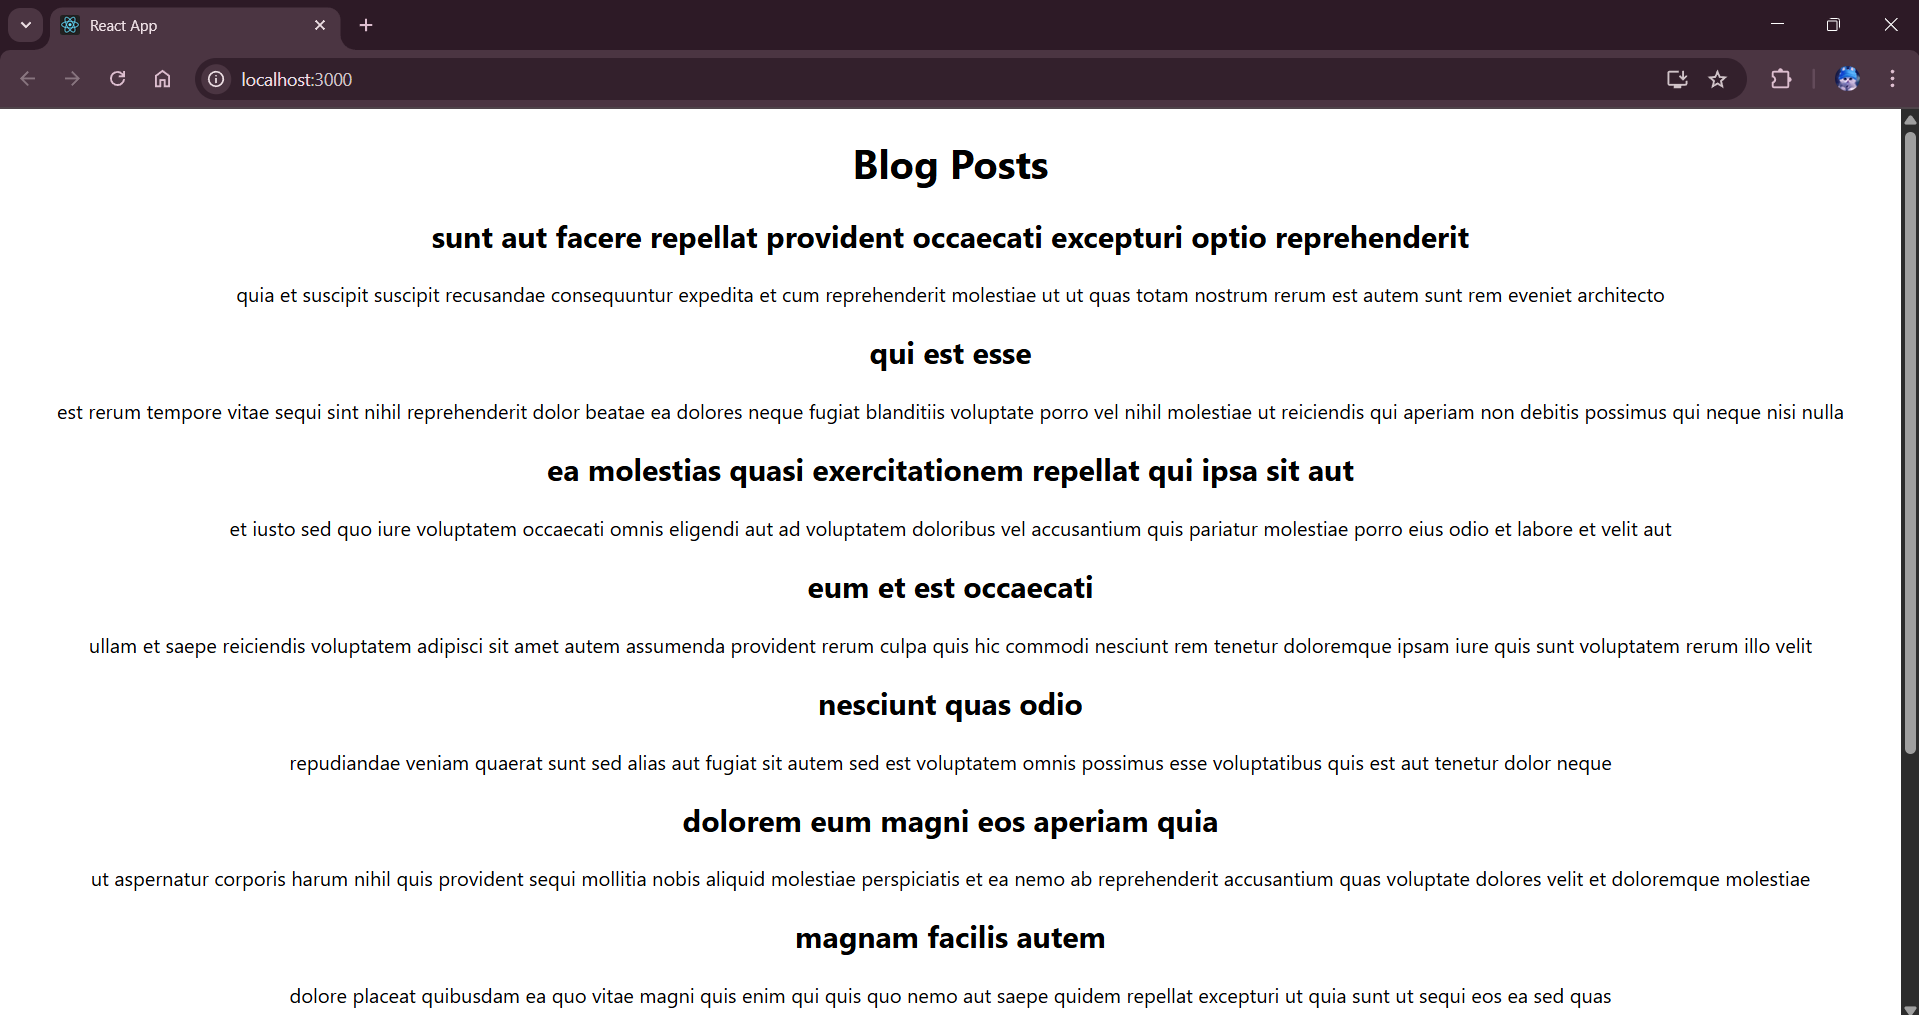 React App
localhost:3000
Blog Posts
sunt aut facere repellat provident occaecati excepturi optio reprehenderit
quia et suscipit suscipit recusandae consequuntur expedita et cum reprehenderit molestiae ut ut quas totam nostrum rerum est autem sunt rem eveniet architecto
qui est esse
est rerum tempore vitae sequi sint nihil reprehenderit dolor beatae ea dolores neque fugiat blanditiis voluptate porro vel nihil molestiae ut reiciendis qui aperiam non debitis possimus qui neque nisi nulla
ea molestias quasi exercitationem repellat qui ipsa sit aut
et iusto sed quo iure voluptatem occaecati omnis eligendi aut ad voluptatem doloribus vel accusantium quis pariatur molestiae porro eius odio et labore et velit aut
eum et est occaecati
ullam et saepe reiciendis voluptatem adipisci sit amet autem assumenda provident rerum culpa quis hic commodi nesciunt rem tenetur doloremque ipsam iure quis sunt voluptatem rerum illo velit
nesciunt quas odio
repudiandae veniam quaerat sunt sed alias aut fugiat sit autem sed est voluptatem omnis possimus esse voluptatibus quis est aut tenetur dolor neque
dolorem eum magni eos aperiam quia
ut aspernatur corporis harum nihil quis provident sequi mollitia nobis aliquid molestiae perspiciatis et ea nemo ab reprehenderit accusantium quas voluptate dolores velit et doloremque molestiae
magnam facilis autem
dolore placeat quibusdam ea quo vitae magni quis enim qui quis quo nemo aut saepe quidem repellat excepturi ut quia sunt ut sequi eos ea sed quas